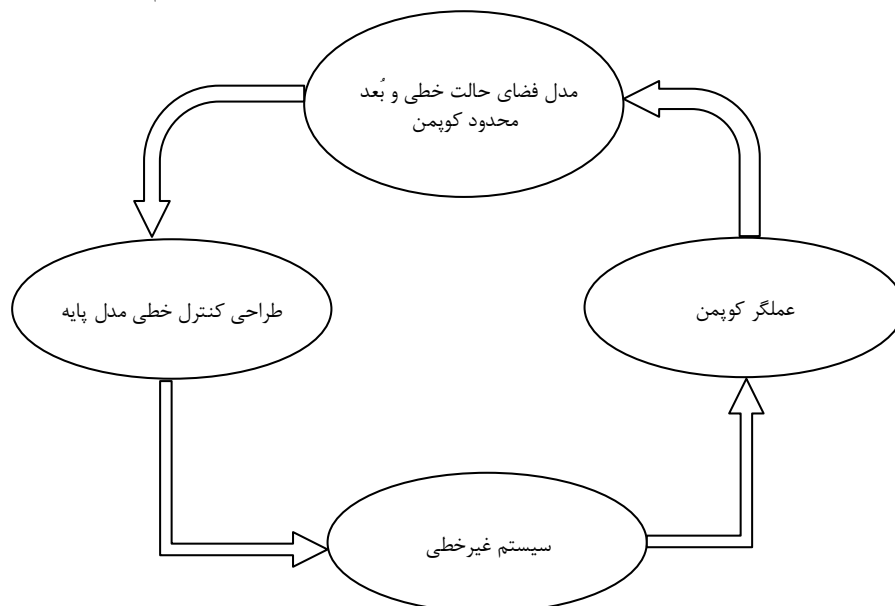 مدل فضای حالت خطی و بُعد
محدود کوپمن
طراحی کنترل خطی مدل پایه
عملگر کوپمن
سیستم غیرخطی